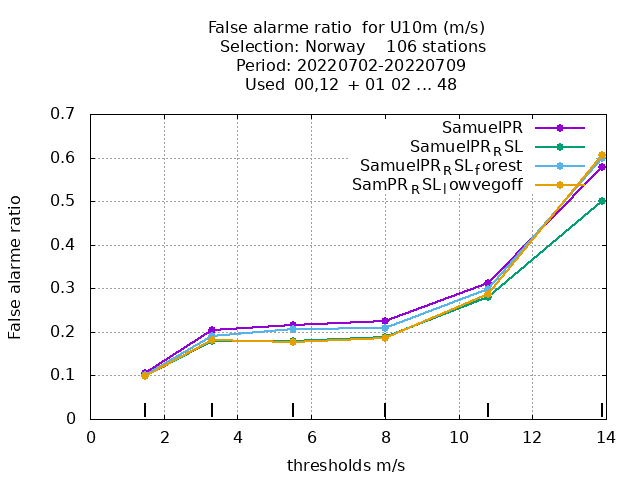 False alarme ratio  for U10m (m/s)
Selection: Norway    106 stations
Period: 20220702-20220709
Used  00,12  + 01 02 ... 48
SamuelPR
SamuelPR_RSL
SamuelPR_RSL_forest
SamPR_RSL_lowvegoff
False alarme ratio
0.7
0.6
0.5
0.4
0.3
0.2
0.1
0
0 2 4 6 8 10 12 14
thresholds m/s